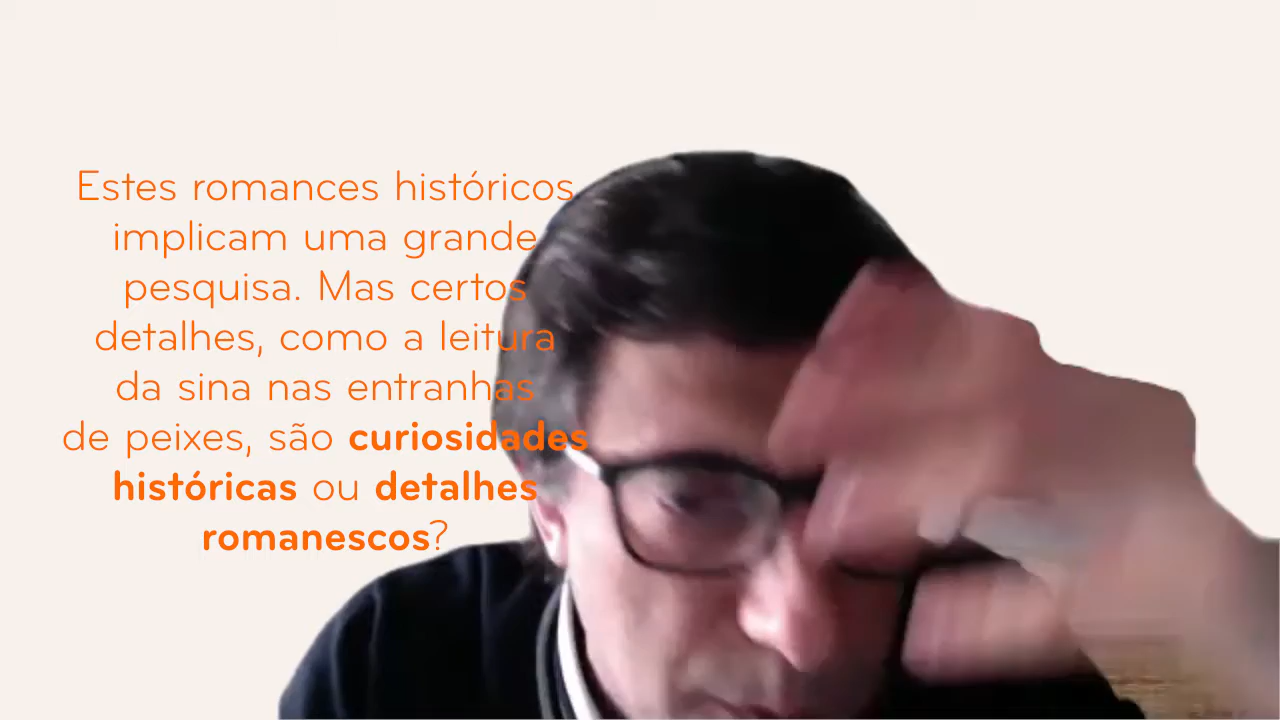 Estes romances históricos
implicam uma grande
pesquisa. Mas certos
detalhes, como a leitura
da sina nas entranhas
de peixes, são curiosidades
históricas ou detalhes
romanescos?